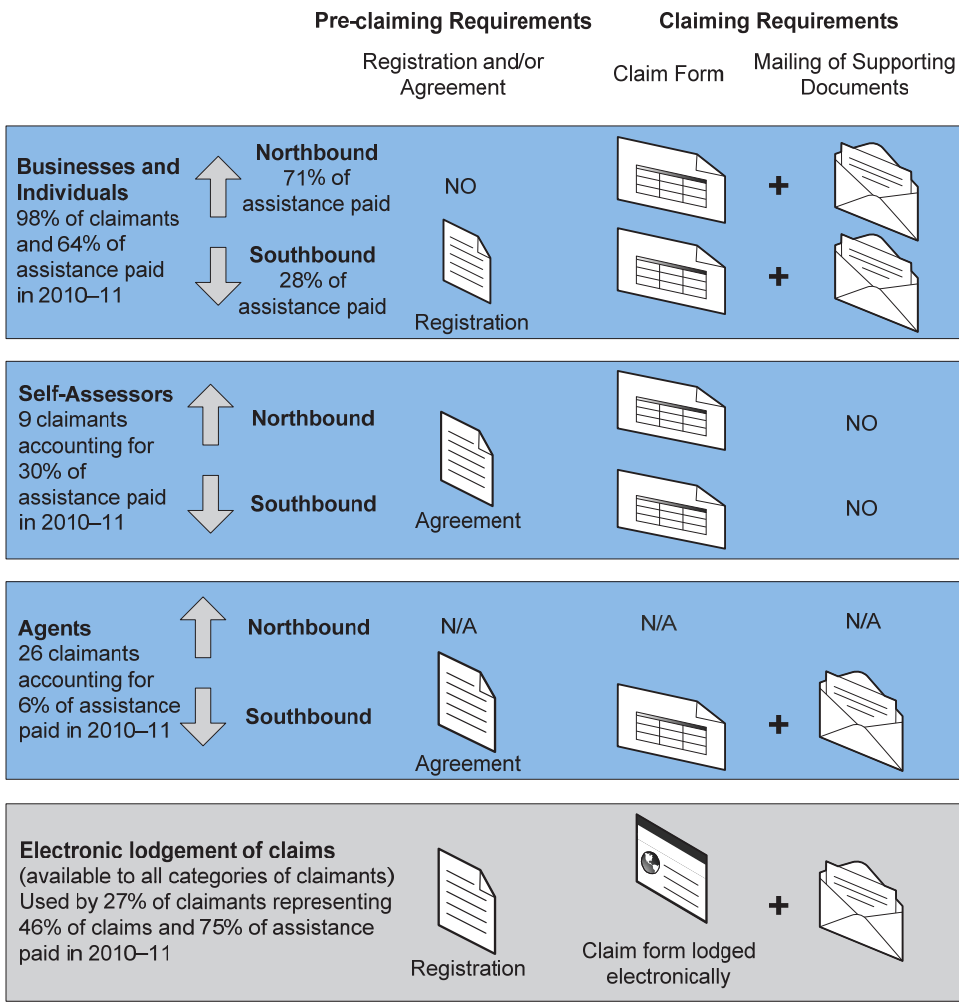 Pre-claiming Requirements
Claiming Requirements
Registration and/or
Agreement
Claim Form
Mailing of Supporting
Documents
Businesses and
Individuals
98% of claimants
and 64% of
assistance paid
in 2010–11
Northbound
71% of
assistance paid
NO
Southbound
28% of
assistance paid
Registration
Self-Assessors
9 claimants
accounting for
30% of
assistance paid
in 2010–11
Northbound
NO
Southbound
Agreement
NO
Agents
26 claimants
accounting for
6% of assistance
paid in 2010–11
Northbound
N/A
N/A
N/A
Southbound
Agreement
Electronic lodgement of claims
(available to all categories of claimants)
Used by 27% of claimants representing
46% of claims and 75% of assistance
paid in 2010–11
Registration
Claim form lodged
electronically